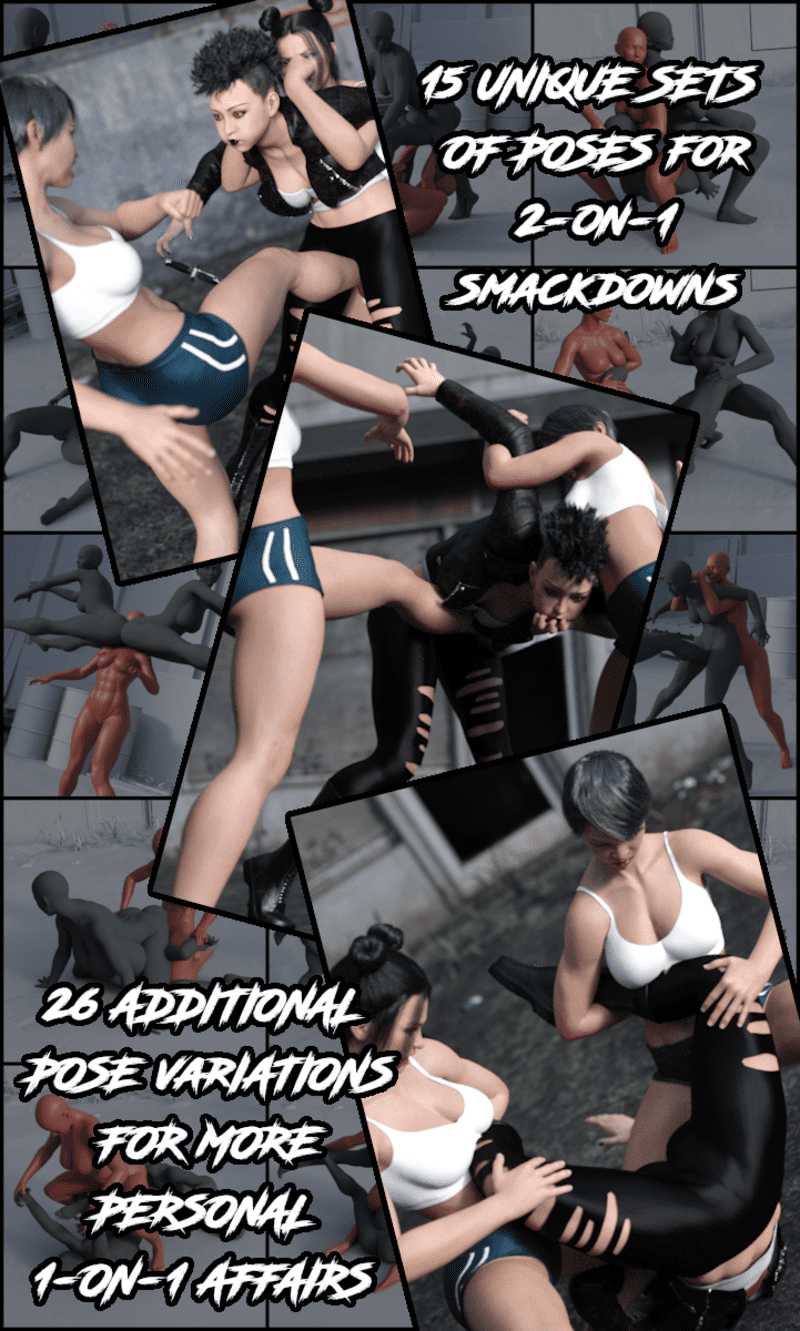 15 UNIQUE SETS
OF POSES FOR
2-ON-1
SMACKDOWNS
26 ADDITIONAL
POSE VARIATIONS
FOR MORE
PERSONAL
1-ON-1 AFFAIRS